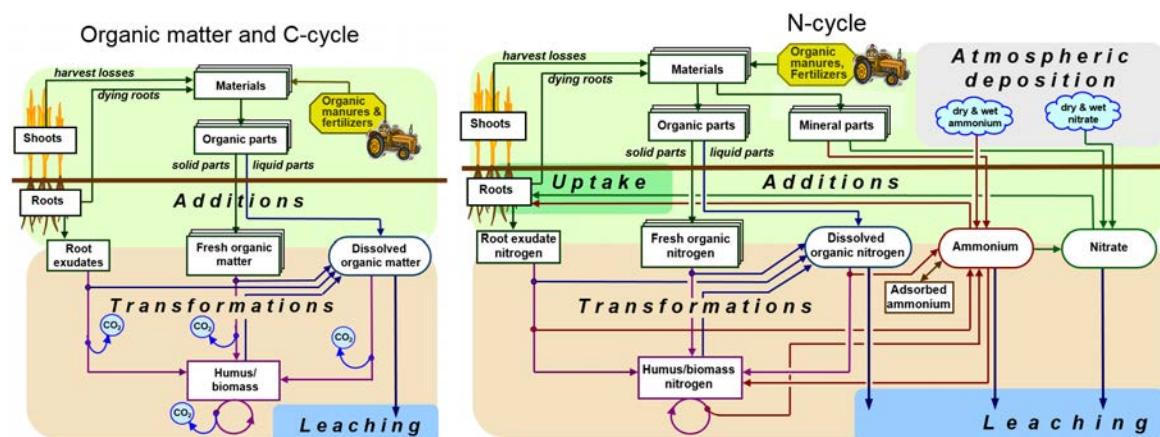 Organic matter and C-cycle
harvest losses
dying roots
Materials
Organic
manures &
fertilizers
Shoots
Organic parts
solid parts
liquid parts
Roots
Additions
Root
exudates
Fresh organic
matter
Dissolved
organic matter
Transformations
CO2
CO2
CO2
Humus/
biomass
CO2
Leaching
N-cycle
harvest losses
dying roots
Materials
Organic
manures,
Fertilizers
Atmospheric
deposition
dry & wet
ammonium
dry & wet
nitrate
Shoots
Organic parts
Mineral parts
solid parts
liquid parts
Roots
Uptake
Additions
Root exudate
nitrogen
Fresh organic
nitrogen
Dissolved
organic nitrogen
Ammonium
Nitrate
Adsorbed
ammonium
Transformations
Humus/biomass
nitrogen
Leaching